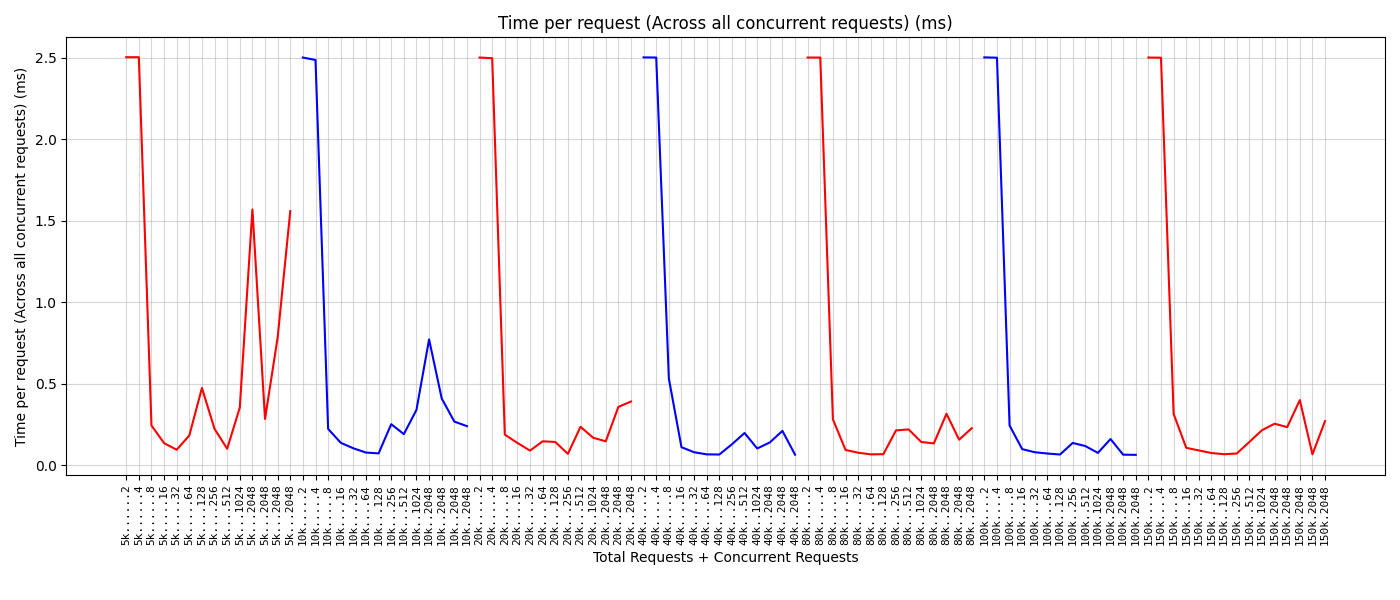 Time per request (Across all concurrent requests) (ms)
Time per request (Across all concurrent requests) (ms)
2.5
2.0
1.5
1.0
0.5
0.0
5k......2
5k......4
5k......8
5k.....16
5k.....32
5k.....64
5k....128
5k....256
5k....512
5k...1024
5k...2048
5k...2048
5k...2048
5k...2048
10k.....2
10k.....4
10k.....8
10k....16
10k....32
10k....64
10k...128
10k...256
10k...512
10k..1024
10k..2048
10k..2048
10k..2048
10k..2048
20k.....2
20k.....4
20k.....8
20k....16
20k....32
20k....64
20k...128
20k...256
20k...512
20k..1024
20k..2048
20k..2048
20k..2048
40k.....2
40k.....4
40k.....8
40k....16
40k....32
40k....64
40k...128
40k...256
40k...512
40k..1024
40k..2048
40k..2048
40k..2048
80k.....2
80k.....4
80k.....8
80k....16
80k....32
80k....64
80k...128
80k...256
80k...512
80k..1024
80k..2048
80k..2048
80k..2048
80k..2048
100k....2
100k....4
100k....8
100k...16
100k...32
100k...64
100k..128
100k..256
100k..512
100k.1024
100k.2048
100k.2048
100k.2048
150k....2
150k....4
150k....8
150k...16
150k...32
150k...64
150k..128
150k..256
150k..512
150k.1024
150k.2048
150k.2048
150k.2048
150k.2048
150k.2048
Total Requests + Concurrent Requests